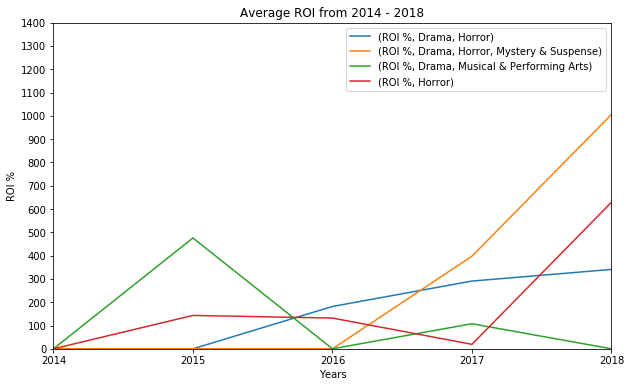 Average ROI from 2014 - 2018
(ROI %, Drama, Horror)
(ROI %, Drama, Horror, Mystery & Suspense)
(ROI %, Drama, Musical & Performing Arts)
(ROI %, Horror)
ROI %
1400
1300
1200
1100
1000
900
800
700
600
500
400
300
200
100
0
2014 2015 2016 2017 2018
Years